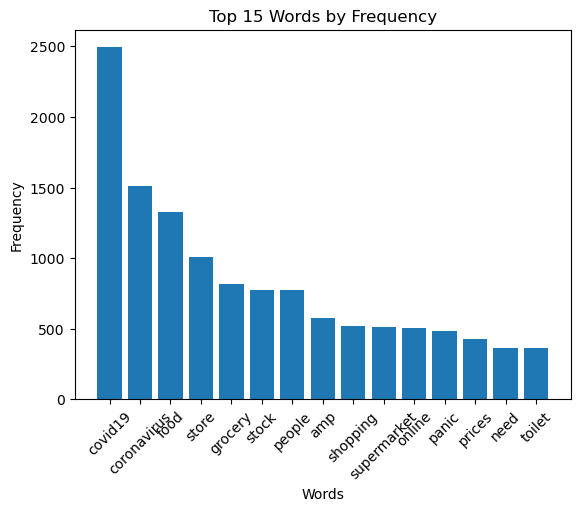 Top 15 Words by Frequency
Frequency
2500
2000
1500
1000
500
0
covid19
coronavirus
food
store
grocery
stock
people
amp
shopping
supermarket
online
panic
prices
need
toilet
Words